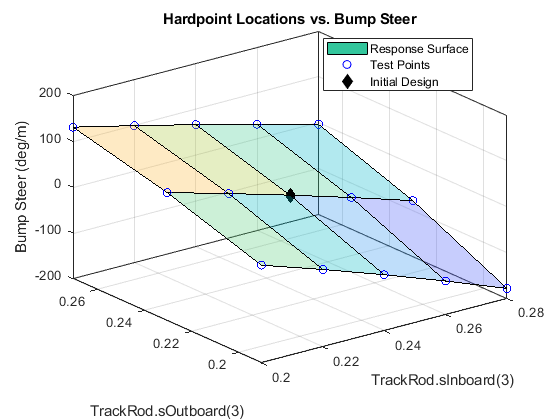 Hardpoint Locations vs. Bump Steer
Response Surface
Test Points
Initial Design
Bump Steer (deg/m)
200
100
0
-100
-200
0.26
0.24
0.22
0.2
TrackRod.sOutboard(3)
0.2
0.22
0.24
0.26
0.28
TrackRod.sInboard(3)